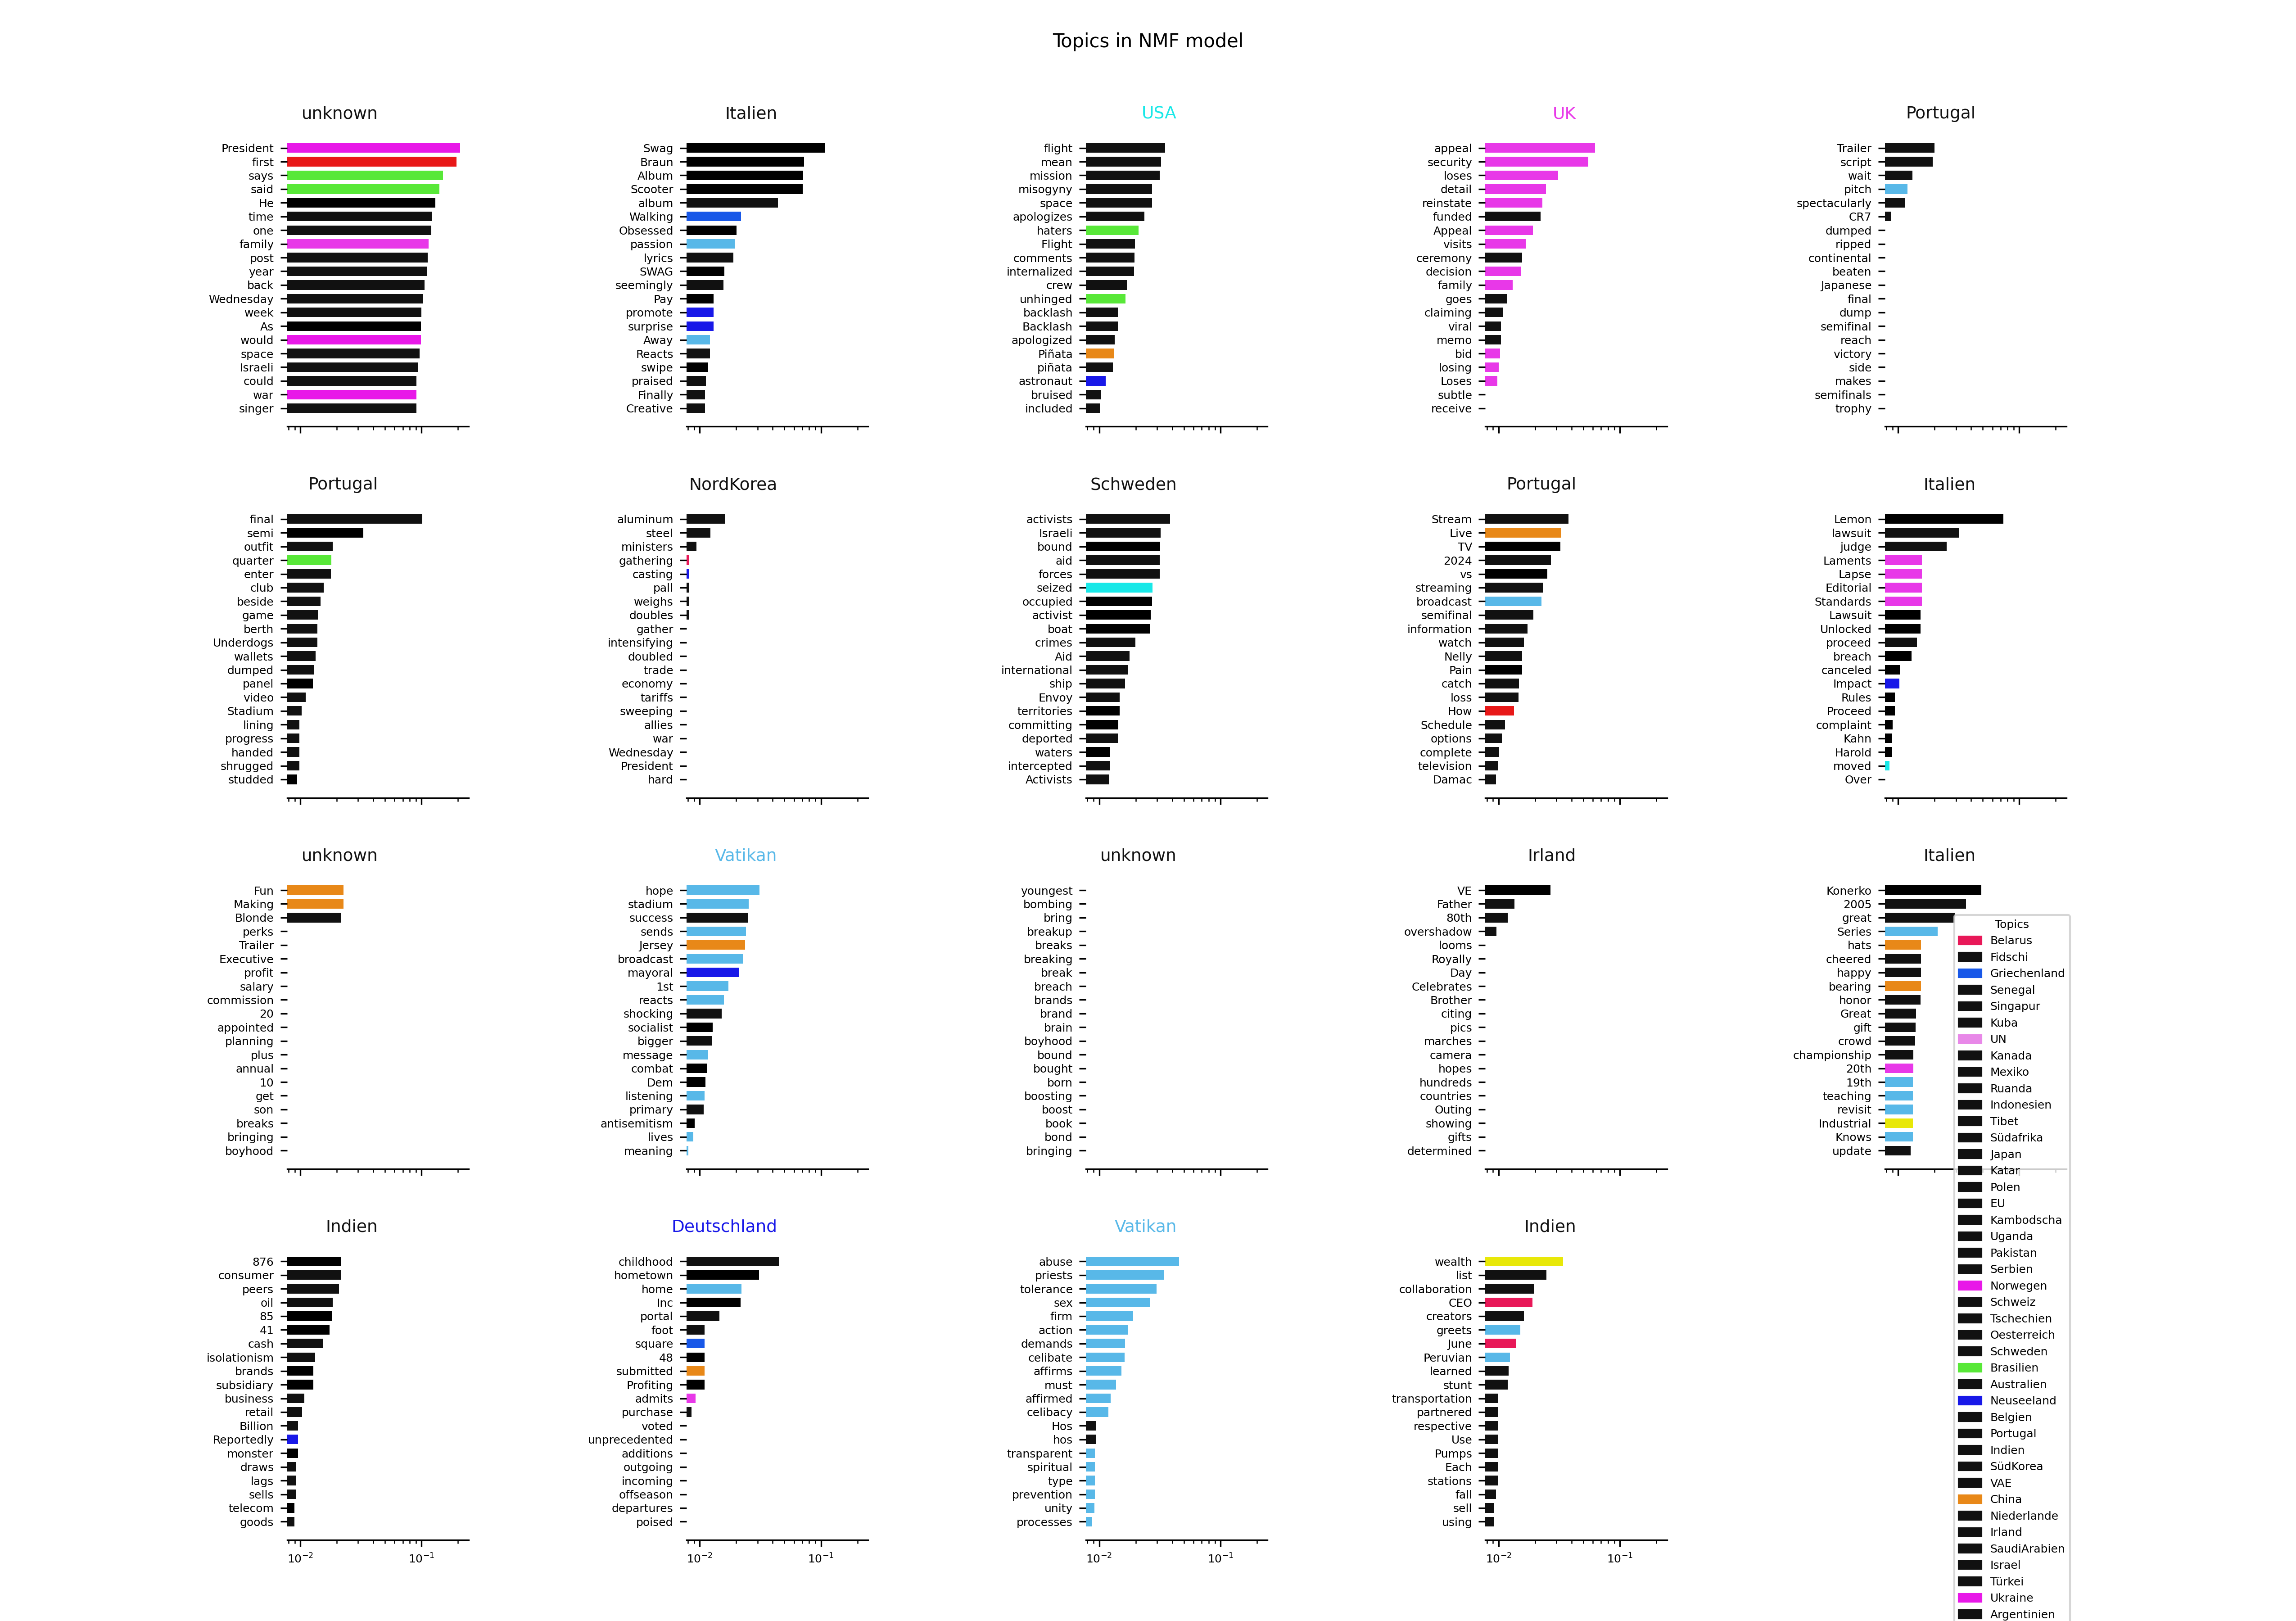 Topics in NMF model
unknown
President
first
says
said
He
time
one
family
post
year
back
Wednesday
week
As
would
space
Israeli
could
war
singer
Italien
Swag
Braun
Album
Scooter
album
Walking
Obsessed
passion
lyrics
SWAG
seemingly
Pay
promote
surprise
Away
Reacts
swipe
praised
Finally
Creative
USA
flight
mean
mission
misogyny
space
apologizes
haters
Flight
comments
internalized
crew
unhinged
backlash
Backlash
apologized
Piñata
piñata
astronaut
bruised
included
UK
appeal
security
loses
detail
reinstate
funded
Appeal
visits
ceremony
decision
family
goes
claiming
viral
memo
bid
losing
Loses
subtle
receive
Portugal
Trailer
script
wait
pitch
spectacularly
CR7
dumped
ripped
continental
beaten
Japanese
final
dump
semifinal
reach
victory
side
makes
semifinals
trophy
Portugal
final
semi
outfit
quarter
enter
club
beside
game
berth
Underdogs
wallets
dumped
panel
video
Stadium
lining
progress
handed
shrugged
studded
NordKorea
aluminum
steel
ministers
gathering
casting
pall
weighs
doubles
gather
intensifying
doubled
trade
economy
tariffs
sweeping
allies
war
Wednesday
President
hard
Schweden
activists
Israeli
bound
aid
forces
seized
occupied
activist
boat
crimes
Aid
international
ship
Envoy
territories
committing
deported
waters
intercepted
Activists
Portugal
Stream
Live
TV
2024
vs
streaming
broadcast
semifinal
information
watch
Nelly
Pain
catch
loss
How
Schedule
options
complete
television
Damac
Italien
Lemon
lawsuit
judge
Laments
Lapse
Editorial
Standards
Lawsuit
Unlocked
proceed
breach
canceled
Impact
Rules
Proceed
complaint
Kahn
Harold
moved
Over
unknown
Fun
Making
Blonde
perks
Trailer
Executive
profit
salary
commission
20
appointed
planning
plus
annual
10
get
son
breaks
bringing
boyhood
Vatikan
hope
stadium
success
sends
Jersey
broadcast
mayoral
1st
reacts
shocking
socialist
bigger
message
combat
Dem
listening
primary
antisemitism
lives
meaning
unknown
youngest
bombing
bring
breakup
breaks
breaking
break
breach
brands
brand
brain
boyhood
bound
bought
born
boosting
boost
book
bond
bringing
Irland
VE
Father
80th
overshadow
looms
Royally
Day
Celebrates
Brother
citing
pics
marches
camera
hopes
hundreds
countries
Outing
showing
gifts
determined
Italien
Konerko
2005
great
Series
hats
cheered
happy
bearing
honor
Great
gift
crowd
championship
20th
19th
teaching
revisit
Industrial
Knows
update
Indien
876
consumer
peers
oil
85
41
cash
isolationism
brands
subsidiary
business
retail
Billion
Reportedly
monster
draws
lags
sells
telecom
goods
10⁻² 10⁻¹
Deutschland
childhood
hometown
home
Inc
portal
foot
square
48
submitted
Profiting
admits
purchase
voted
unprecedented
additions
outgoing
incoming
offseason
departures
poised
10⁻² 10⁻¹
Vatikan
abuse
priests
tolerance
sex
firm
action
demands
celibate
affirms
must
affirmed
celibacy
Hos
hos
transparent
spiritual
type
prevention
unity
processes
10⁻² 10⁻¹
Indien
wealth
list
collaboration
CEO
creators
greets
June
Peruvian
learned
stunt
transportation
partnered
respective
Use
Pumps
Each
stations
fall
sell
using
10⁻² 10⁻¹
Topics
Belarus
Fidschi
Griechenland
Senegal
Singapur
Kuba
UN
Kanada
Mexiko
Ruanda
Indonesien
Tibet
Südafrika
Japan
Katar
Polen
EU
Kambodscha
Uganda
Pakistan
Serbien
Norwegen
Schweiz
Tschechien
Oesterreich
Schweden
Brasilien
Australien
Neuseeland
Belgien
Portugal
Indien
SüdKorea
VAE
China
Niederlande
Irland
SaudiArabien
Israel
Türkei
Ukraine
Argentinien